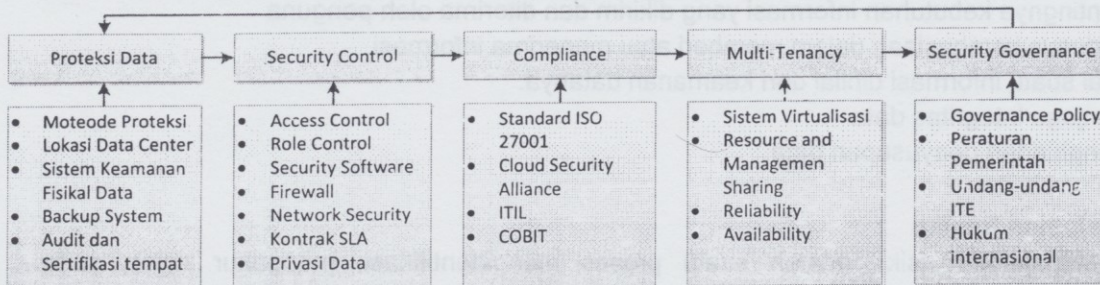 Proteksi Data
Security Control
Compliance
Multi-Tenancy
Security Governance
• Moteode Proteksi
• Lokasi Data Center
• Sistem Keamanan
Fisikal Data
• Backup System
• Audit dan
Sertifikasi tempat
• Access Control
• Role Control
• Security Software
• Firewall
• Network Security
• Kontrak SLA
• Privasi Data
• Standard ISO
27001
• Cloud Security
Alliance
• ITIL
• COBIT
• Sistem Virtualisasi
• Resource and
Managemen
Sharing
• Reliability
• Availability
• Governance Policy
• Peraturan
Pemerintah
• Undang-undang
ITE
• Hukum
internasional